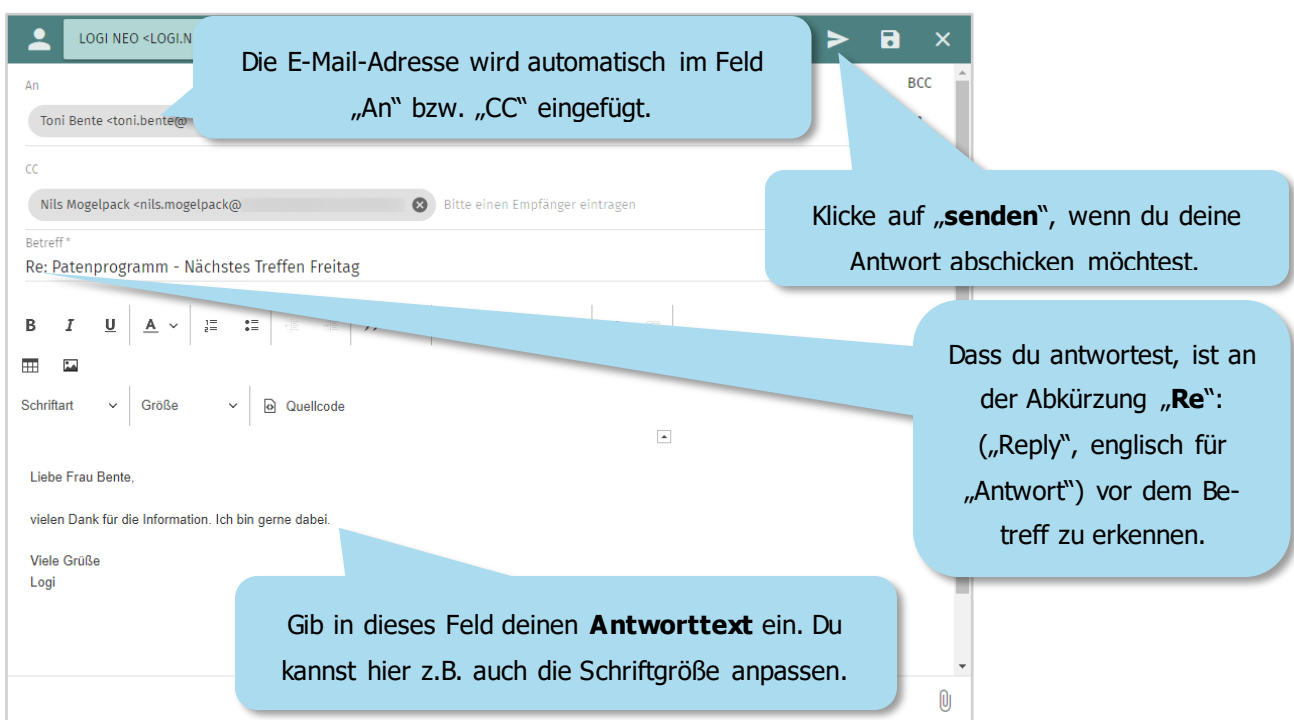 LOGI NEO <LOGI.N
Die E-Mail-Adresse wird automatisch im Feld
„An“ bzw. „CC“ eingefügt.
An
BCC
Toni Bente <toni.bente@
CC
Nils Mogelpack <nils.mogelpack@
Bitte einen Empfänger eintragen
Klicke auf „senden“, wenn du deine
Antwort abschicken möchtest.
Betreff *
Re: Patenprogramm - Nächstes Treffen Freitag
B I U A
Schriftart Größe Quellcode
Dass du antwortest, ist an
der Abkürzung „Re“:
(„Reply“, englisch für
„Antwort“) vor dem Be-
treff zu erkennen.
Liebe Frau Bente,
vielen Dank für die Information. Ich bin gerne dabei.
Viele Grüße
Logi
Gib in dieses Feld deinen Antworttext ein. Du
kannst hier z.B. auch die Schriftgröße anpassen.